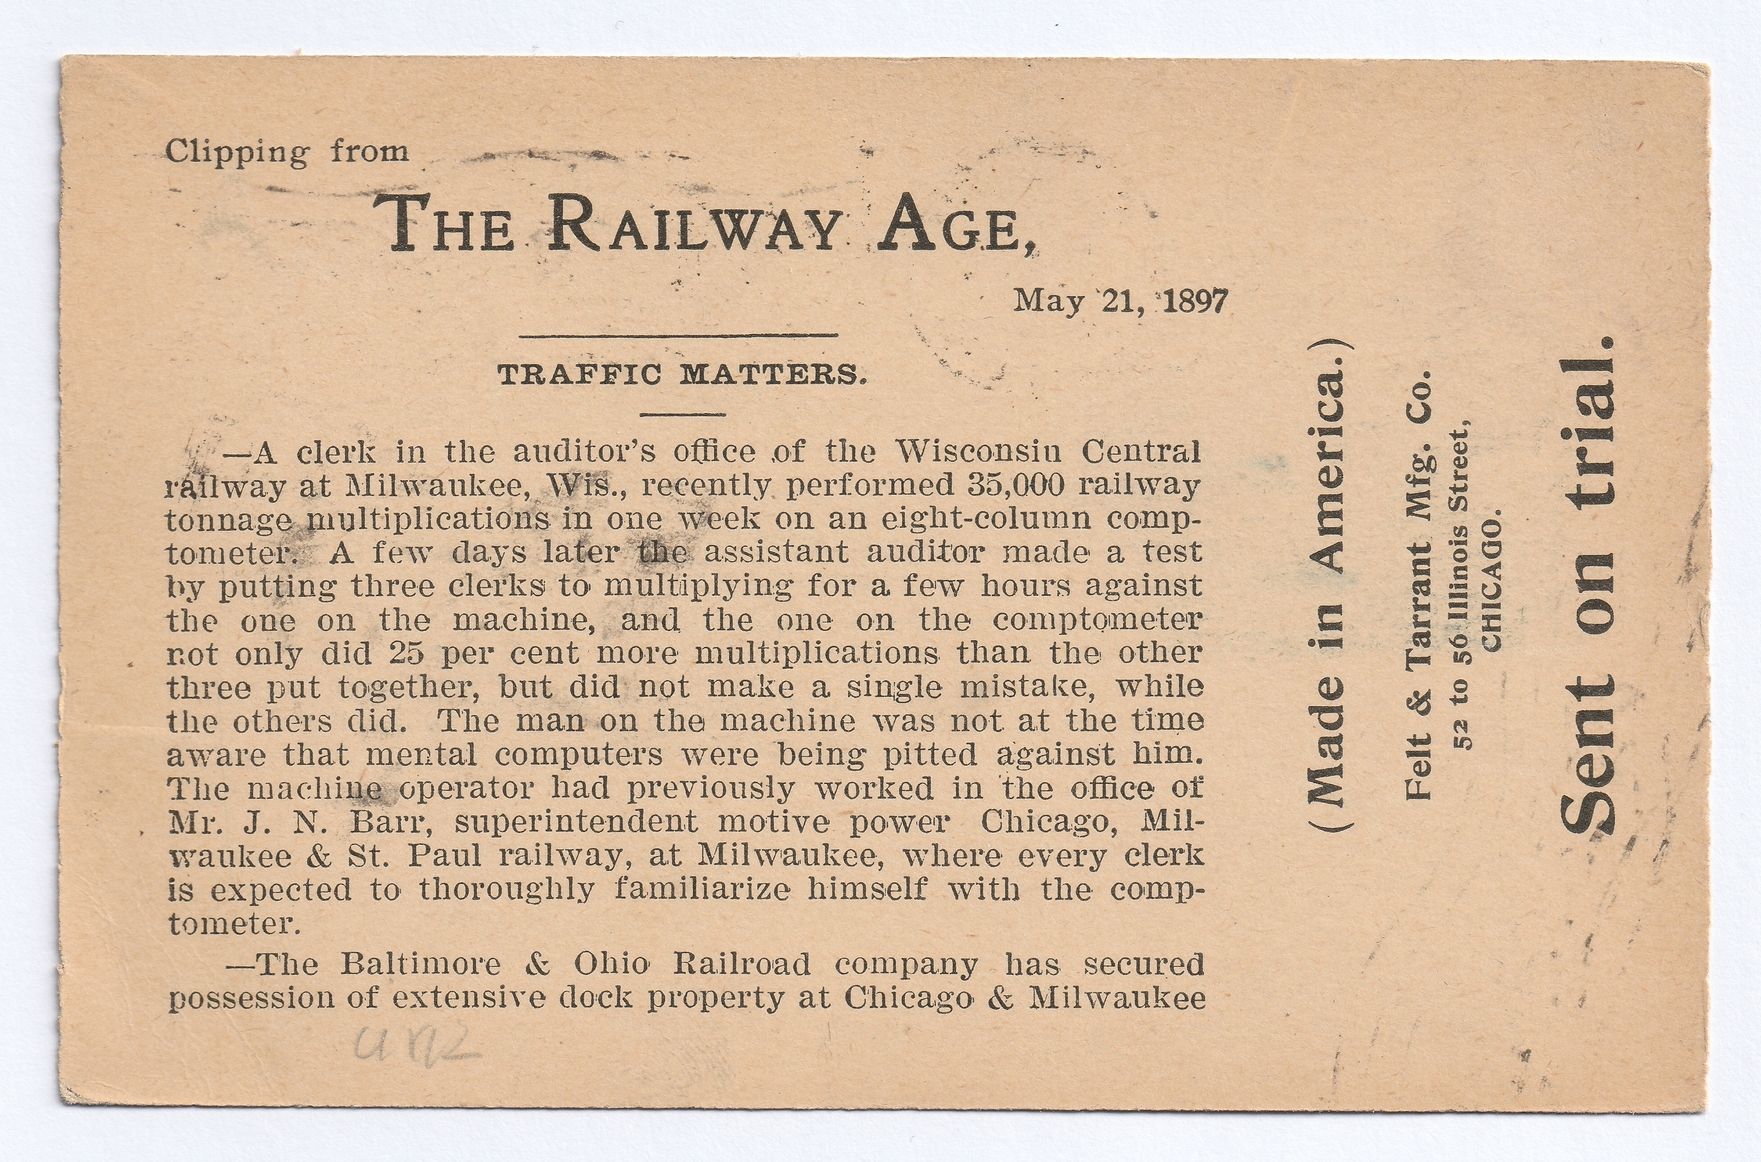 Clipping from
THE RAILWAY AGE,
May 21, 1897
TRAFFIC MATTERS.
—A clerk in the auditor's office of the Wisconsin Central
railway at Milwaukee, Wis., recently performed 35,000 railway
tonnage multiplications in one week on an eight-column comp-
tometer. A few days later the assistant auditor made a test
by putting three clerks to multiplying for a few hours against
the one on the machine, and the one on the comptometer
not only did 25 per cent more multiplications than the other
three put together, but did not make a single mistake, while
the others did. The man on the machine was not at the time
aware that mental computers were being pitted against him.
The machine operator had previously worked in the office of
Mr. J. N. Barr, superintendent motive power Chicago, Mil-
waukee & St. Paul railway, at Milwaukee, where every clerk
is expected to thoroughly familiarize himself with the comp-
tometer.
—The Baltimore & Ohio Railroad company has secured
possession of extensive dock property at Chicago & Milwaukee
(Made in America.)
Felt & Tarrant Mfg. Co.
52 to 56 Illinois Street,
CHICAGO.
Sent on trial.